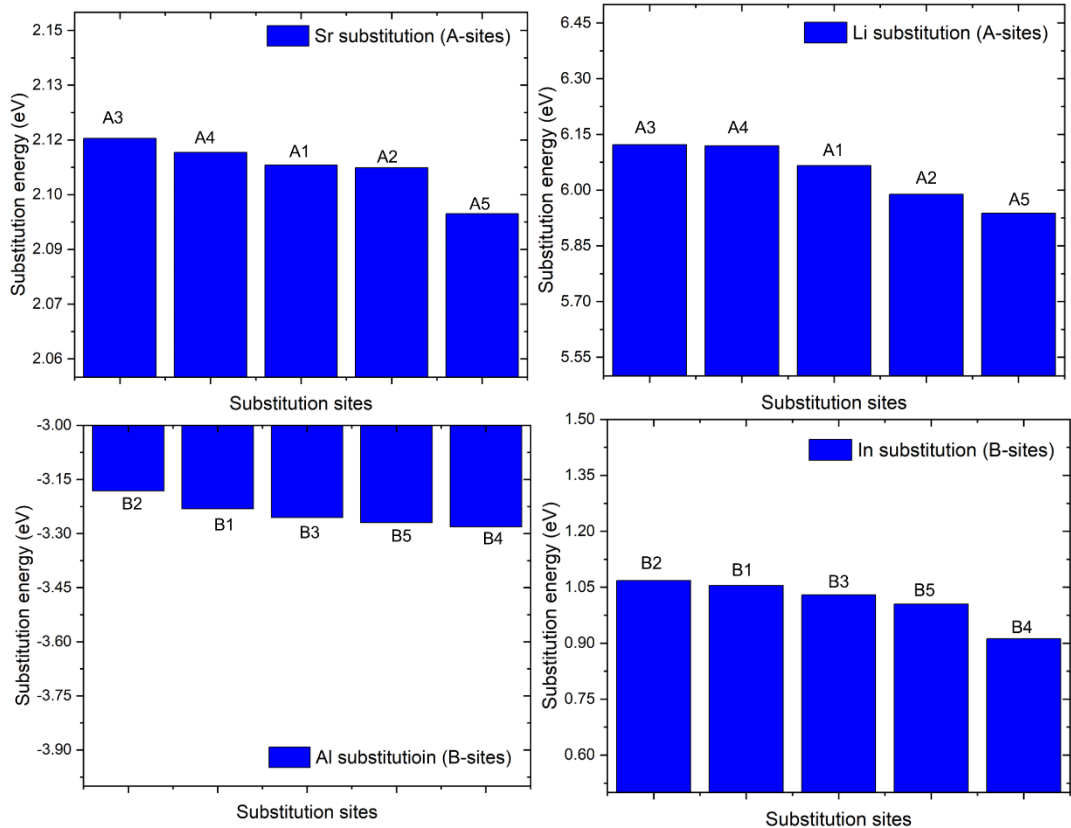 Sr substitution (A-sites)
Substitution energy (eV)
2.15
2.13
2.12
2.10
2.09
2.07
2.06
A3
A4
A1
A2
A5
Substitution sites
Li substitution (A-sites)
Substitution energy (eV)
6.45
6.30
6.15
6.00
5.85
5.70
5.55
A3
A4
A1
A2
A5
Substitution sites
Al substitutioin (B-sites)
Substitution energy (eV)
-3.00
-3.15
-3.30
-3.45
-3.60
-3.75
-3.90
B2
B1
B3
B5
B4
Substitution sites
In substitution (B-sites)
Substitution energy (eV)
1.50
1.35
1.20
1.05
0.90
0.75
0.60
B2
B1
B3
B5
B4
Substitution sites